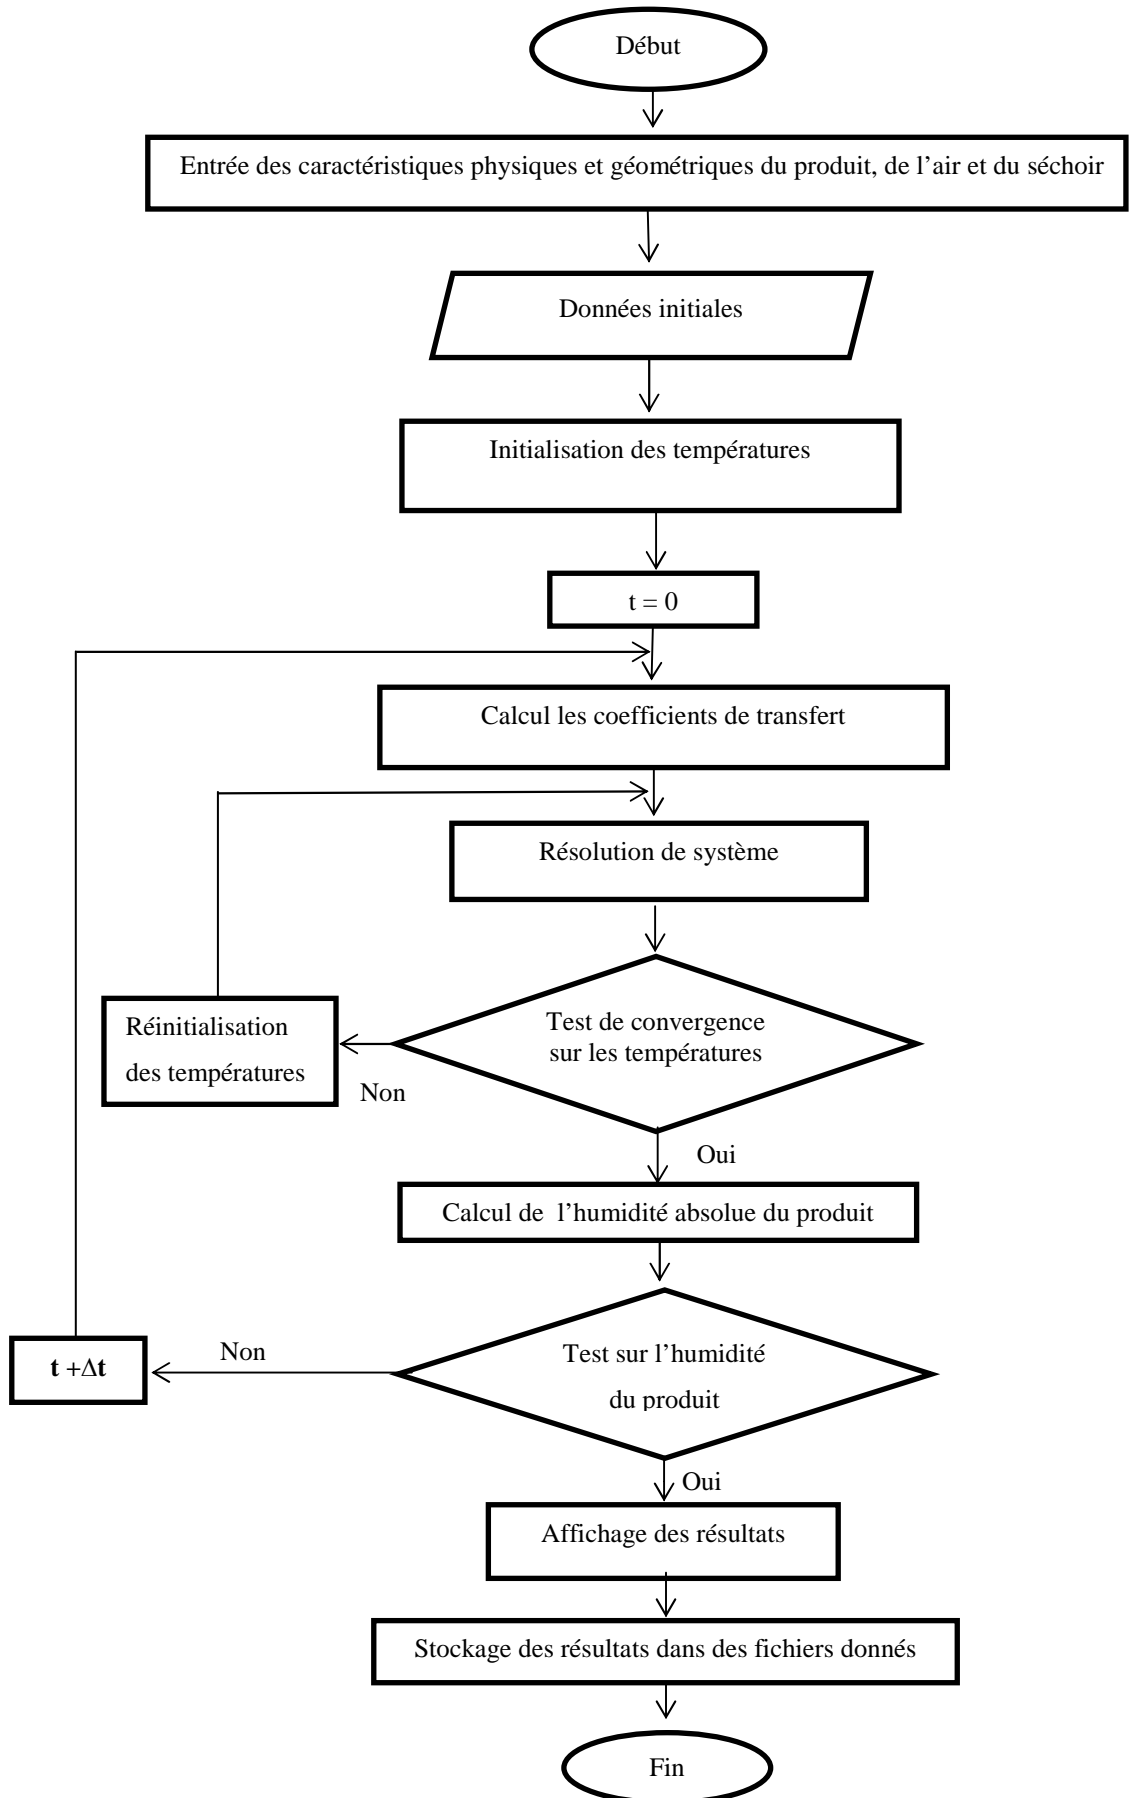 Début
Entrée des caractéristiques physiques et géométriques du produit, de l’air et du séchoir
Données initiales
Initialisation des températures
t = 0
Calcul les coefficients de transfert
Résolution de système
Test de convergence
sur les températures
Réinitialisation
des températures
Non
Oui
Calcul de l’humidité absolue du produit
Test sur l’humidité
du produit
Non
t +Δt
Oui
Affichage des résultats
Stockage des résultats dans des fichiers donnés
Fin